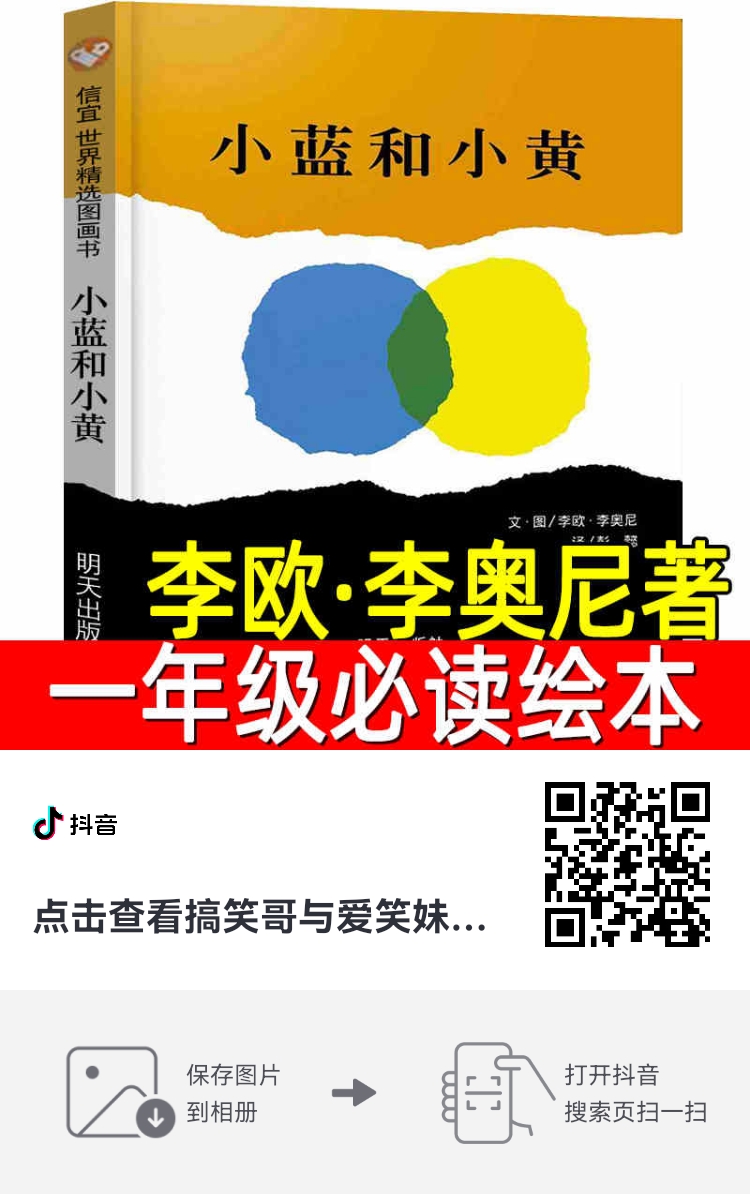 小蓝和小黄
信宜 世界精选图画书
小蓝和小黄
明天出版
文·图/李欧·李奥尼
李欧·李奥尼著
一年级必读绘本
抖音
点击查看搞笑哥与爱笑妹...
保存图片
到相册
打开抖音
搜索页扫一扫